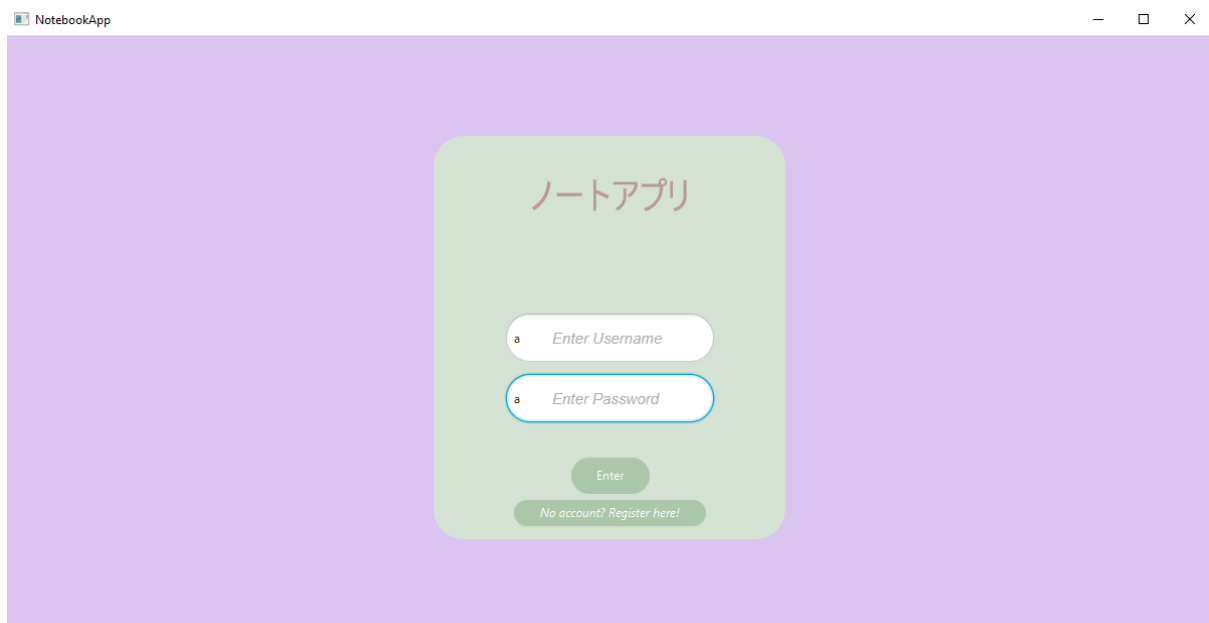 NotebookApp
ノートアプリ
a Enter Username
a Enter Password
Enter
No account? Register here!